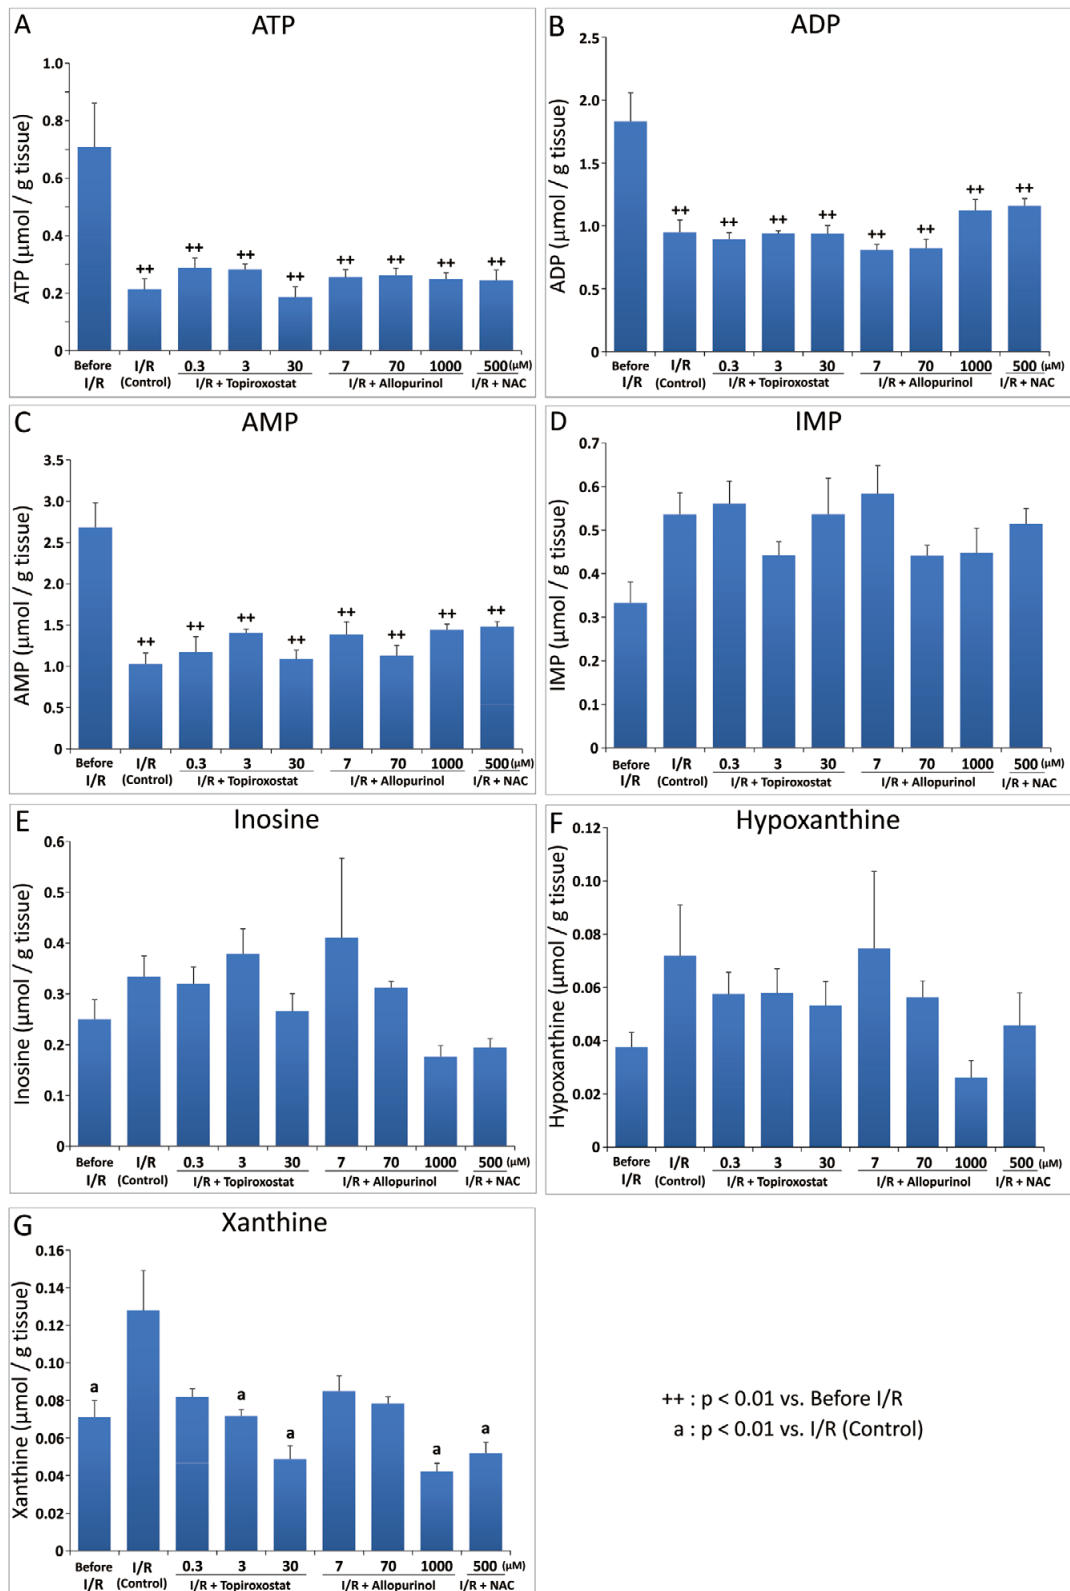 A
ATP
ATP (μmol / g tissue)
1.0
0.8
0.6
0.4
0.2
0
++ ++ ++ ++ ++ ++ ++ ++
Before I/R 0.3 3 30 7 70 1000 500 (μM)
I/R (Control) I/R + Topiroxostat I/R + Allopurinol I/R + NAC
B
ADP
ADP (μmol / g tissue)
2.5
2.0
1.5
1.0
0.5
0
++ ++ ++ ++ ++ ++ ++ ++
Before I/R 0.3 3 30 7 70 1000 500 (μM)
I/R (Control) I/R + Topiroxostat I/R + Allopurinol I/R + NAC
C
AMP
AMP (μmol / g tissue)
3.5
3.0
2.5
2.0
1.5
1.0
0.5
0
++ ++ ++ ++ ++ ++ ++ ++
Before I/R 0.3 3 30 7 70 1000 500 (μM)
I/R (Control) I/R + Topiroxostat I/R + Allopurinol I/R + NAC
D
IMP
IMP (μmol / g tissue)
0.7
0.6
0.5
0.4
0.3
0.2
0.1
0
Before I/R 0.3 3 30 7 70 1000 500 (μM)
I/R (Control) I/R + Topiroxostat I/R + Allopurinol I/R + NAC
E
Inosine
Inosine (μmol / g tissue)
0.6
0.5
0.4
0.3
0.2
0.1
0
Before I/R 0.3 3 30 7 70 1000 500 (μM)
I/R (Control) I/R + Topiroxostat I/R + Allopurinol I/R + NAC
F
Hypoxanthine
Hypoxanthine (μmol / g tissue)
0.12
0.10
0.08
0.06
0.04
0.02
0
Before I/R 0.3 3 30 7 70 1000 500 (μM)
I/R (Control) I/R + Topiroxostat I/R + Allopurinol I/R + NAC
G
Xanthine
Xanthine (μmol / g tissue)
0.16
0.14
0.12
0.10
0.08
0.06
0.04
0.02
0
a a a a a
Before I/R 0.3 3 30 7 70 1000 500 (μM)
I/R (Control) I/R + Topiroxostat I/R + Allopurinol I/R + NAC
++ : p < 0.01 vs. Before I/R
a : p < 0.01 vs. I/R (Control)